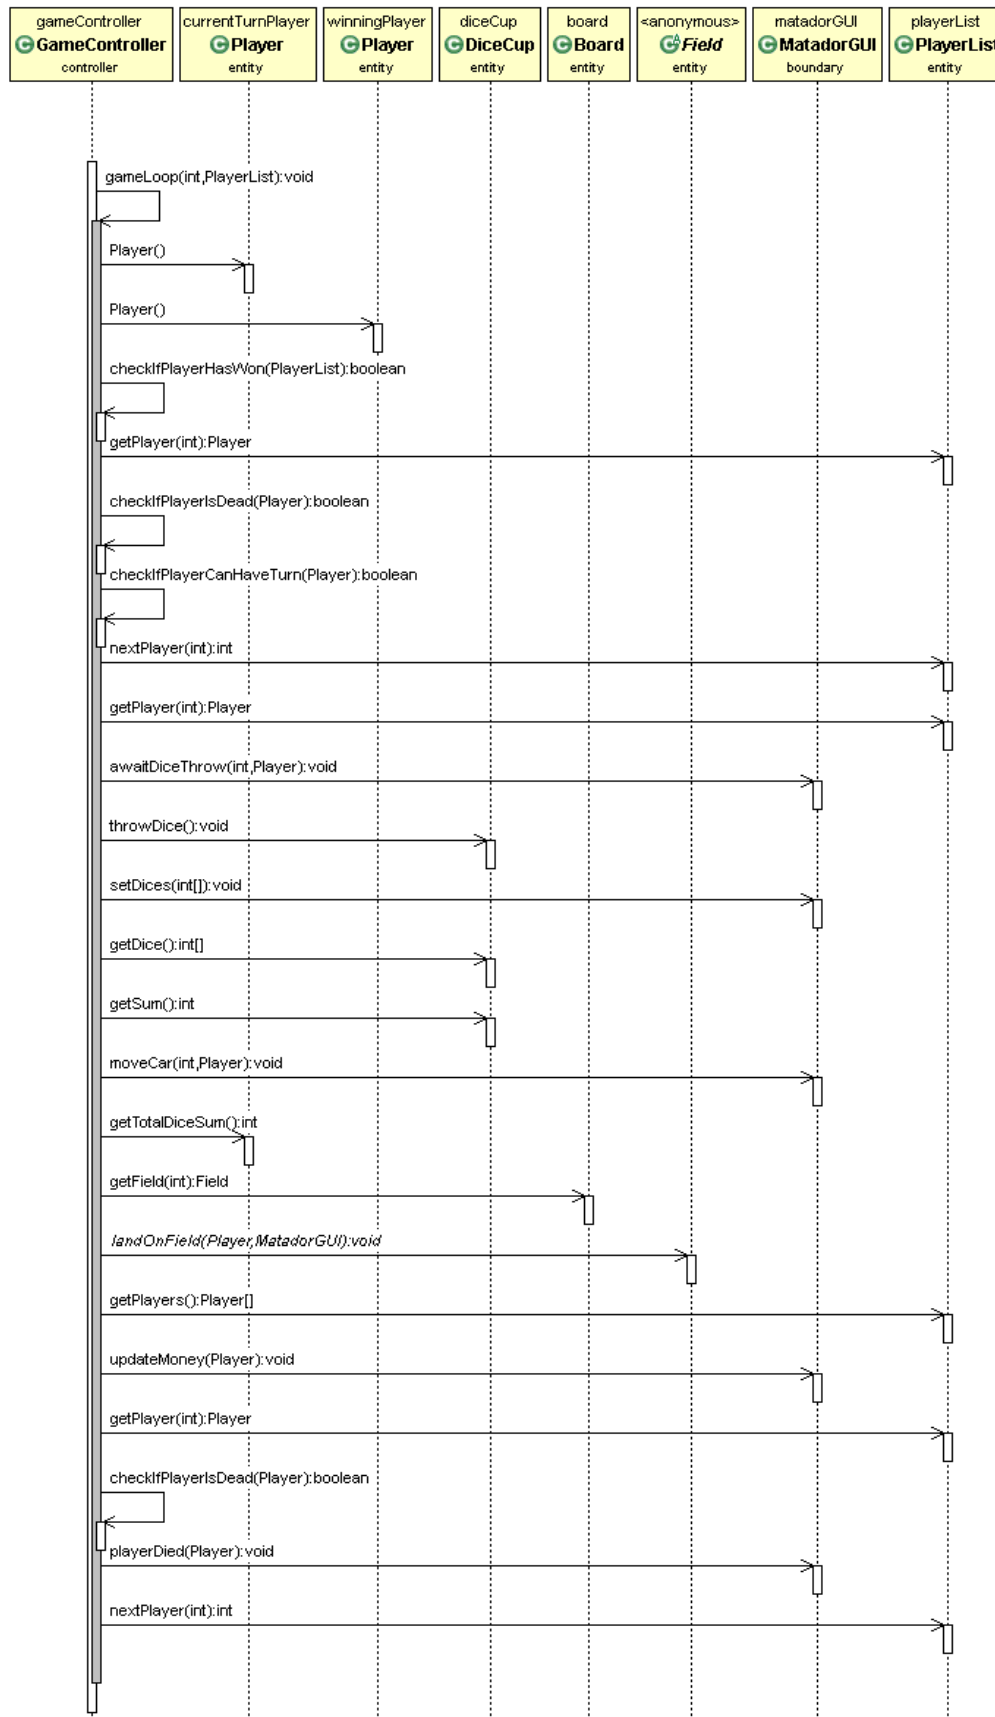 gameController
GameController
controller
currentTurnPlayer
Player
entity
winningPlayer
Player
entity
diceCup
DiceCup
entity
board
Board
entity
<anonymous>
Field
entity
matadorGUI
MatadorGUI
boundary
playerList
PlayerList
entity
gameLoop(int,PlayerList):void
Player()
Player()
checkIfPlayerHasWon(PlayerList):boolean
getPlayer(int):Player
checkIfPlayerIsDead(Player):boolean
checkIfPlayerCanHaveTurn(Player):boolean
nextPlayer(int):int
getPlayer(int):Player
awaitDiceThrow(int,Player):void
throwDice():void
setDices(int[]):void
getDice():int[]
getSum():int
moveCar(int,Player):void
getTotalDiceSum():int
getField(int):Field
landOnField(Player,MatadorGUI):void
getPlayers():Player[]
updateMoney(Player):void
getPlayer(int):Player
checkIfPlayerIsDead(Player):boolean
playerDied(Player):void
nextPlayer(int):int